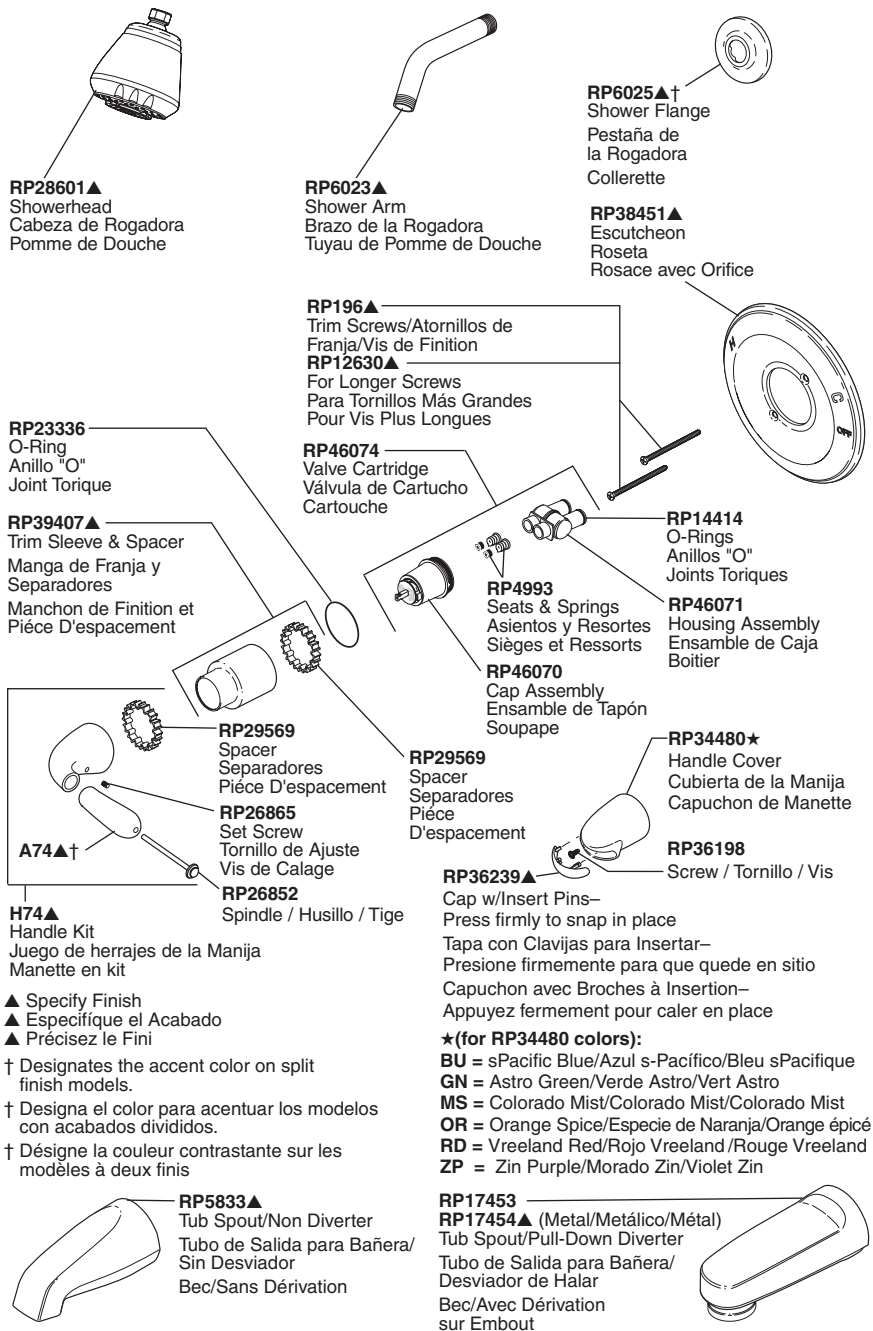 RP28601▲
Showerhead
Cabeza de Rogadora
Pomme de Douche
RP6023▲
Shower Arm
Brazo de la Rogadora
Tuyau de Pomme de Douche
RP6025▲†
Shower Flange
Pestaña de
la Rogadora
Collerette
RP38451▲
Escutcheon
Roseta
Rosace avec Orifice
H
C
OFF
RP196▲
Trim Screws/Atornillos de
Franja/Vis de Finition
RP12630▲
For Longer Screws
Para Tornillos Más Grandes
Pour Vis Plus Longues
RP23336
O-Ring
Anillo "O"
Joint Torique
RP46074
Valve Cartridge
Válvula de Cartucho
Cartouche
RP39407▲
Trim Sleeve & Spacer
Manga de Franja y
Separadores
Manchon de Finition et
Piéce D'espacement
RP14414
O-Rings
Anillos "O"
Joints Toriques
RP4993
Seats & Springs
Asientos y Resortes
Sièges et Ressorts
RP46071
Housing Assembly
Ensamble de Caja
Boitier
RP46070
Cap Assembly
Ensamble de Tapón
Soupape
RP29569
Spacer
Separadores
Piéce D'espacement
RP29569
Spacer
Separadores
Piéce
D'espacement
RP26865
Set Screw
Tornillo de Ajuste
Vis de Calage
A74▲†
RP26852
Spindle / Husillo / Tige
H74▲
Handle Kit
Juego de herrajes de la Manija
Manette en kit
RP34480★
Handle Cover
Cubierta de la Manija
Capuchon de Manette
RP36198
Screw / Tornillo / Vis
RP36239▲
Cap w/Insert Pins–
Press firmly to snap in place
Tapa con Clavijas para Insertar–
Presione firmemente para que quede en sitio
Capuchon avec Broches à Insertion–
Appuyez fermement pour caler en place
▲ Specify Finish
▲ Especifíque el Acabado
▲ Précisez le Fini
† Designates the accent color on split
finish models.
† Designa el color para acentuar los modelos
con acabados divididos.
† Désigne la couleur contrastante sur les
modèles à deux finis
★(for RP34480 colors):
BU = sPacific Blue/Azul s-Pacífico/Bleu sPacifique
GN = Astro Green/Verde Astro/Vert Astro
MS = Colorado Mist/Colorado Mist/Colorado Mist
OR = Orange Spice/Especie de Naranja/Orange épicé
RD = Vreeland Red/Rojo Vreeland /Rouge Vreeland
ZP = Zin Purple/Morado Zin/Violet Zin
RP5833▲
Tub Spout/Non Diverter
Tubo de Salida para Bañera/
Sin Desviador
Bec/Sans Dérivation
RP17453
RP17454▲ (Metal/Metálico/Métal)
Tub Spout/Pull-Down Diverter
Tubo de Salida para Bañera/
Desviador de Halar
Bec/Avec Dérivation
sur Embout